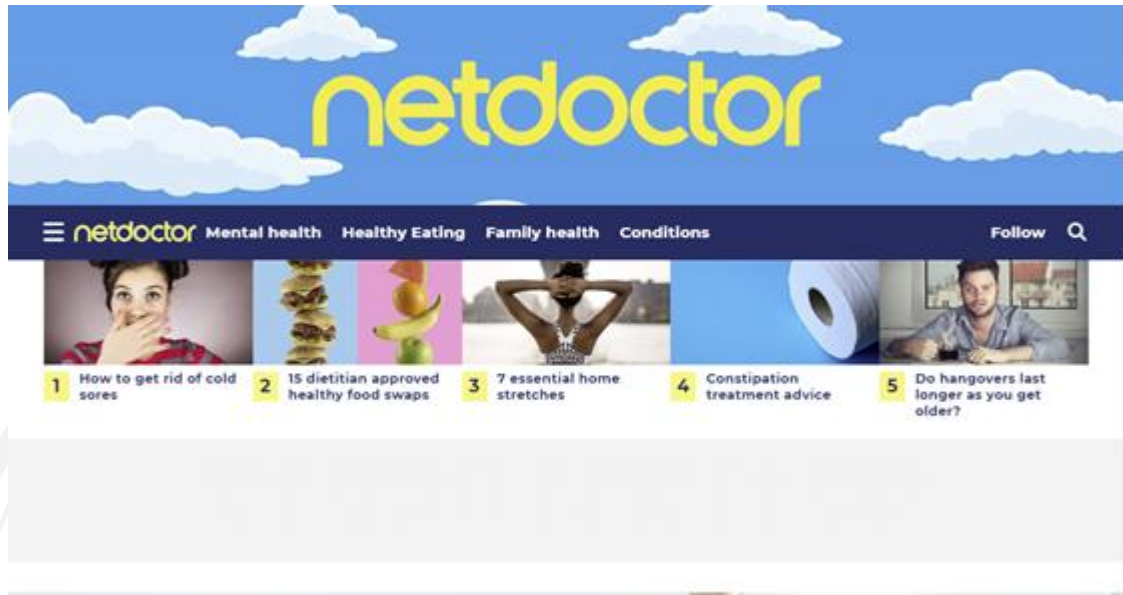 netdoctor
netdoctor Mental health Healthy Eating Family health Conditions Follow
1 How to get rid of cold
sores
2 15 dietitian approved
healthy food swaps
3 7 essential home
stretches
4 Constipation
treatment advice
5 Do hangovers last
longer as you get
older?